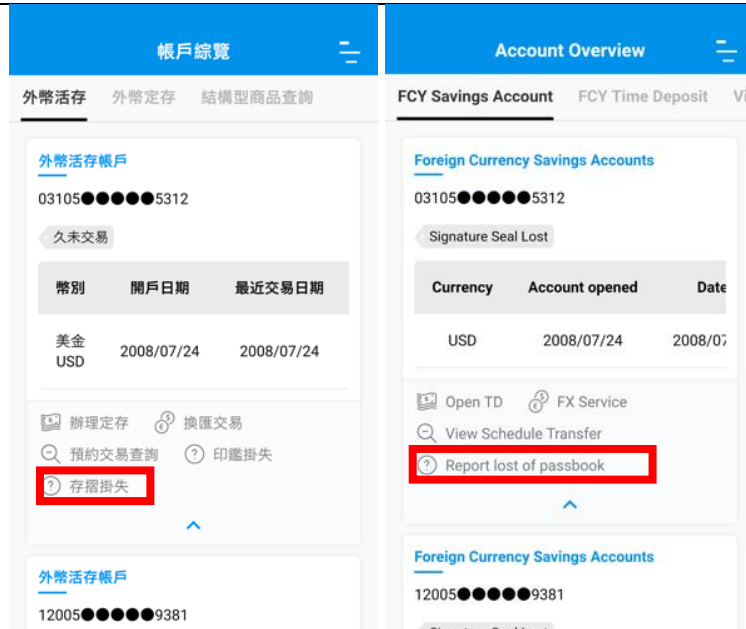 帳戶綜覽
外幣活存 外幣定存 結構型商品查詢
外幣活存帳戶
03105●●●●●5312
久未交易
幣別 開戶日期 最近交易日期
美金
USD 2008/07/24 2008/07/24
辦理定存 換匯交易
預約交易查詢 印鑑掛失
存摺掛失
外幣活存帳戶
12005●●●●●9381
Account Overview
FCY Savings Account FCY Time Deposit Vi
Foreign Currency Savings Accounts
03105●●●●●5312
Signature Seal Lost
Currency Account opened Date
USD 2008/07/24 2008/07
Open TD FX Service
View Schedule Transfer
Report lost of passbook
Foreign Currency Savings Accounts
12005●●●●●9381